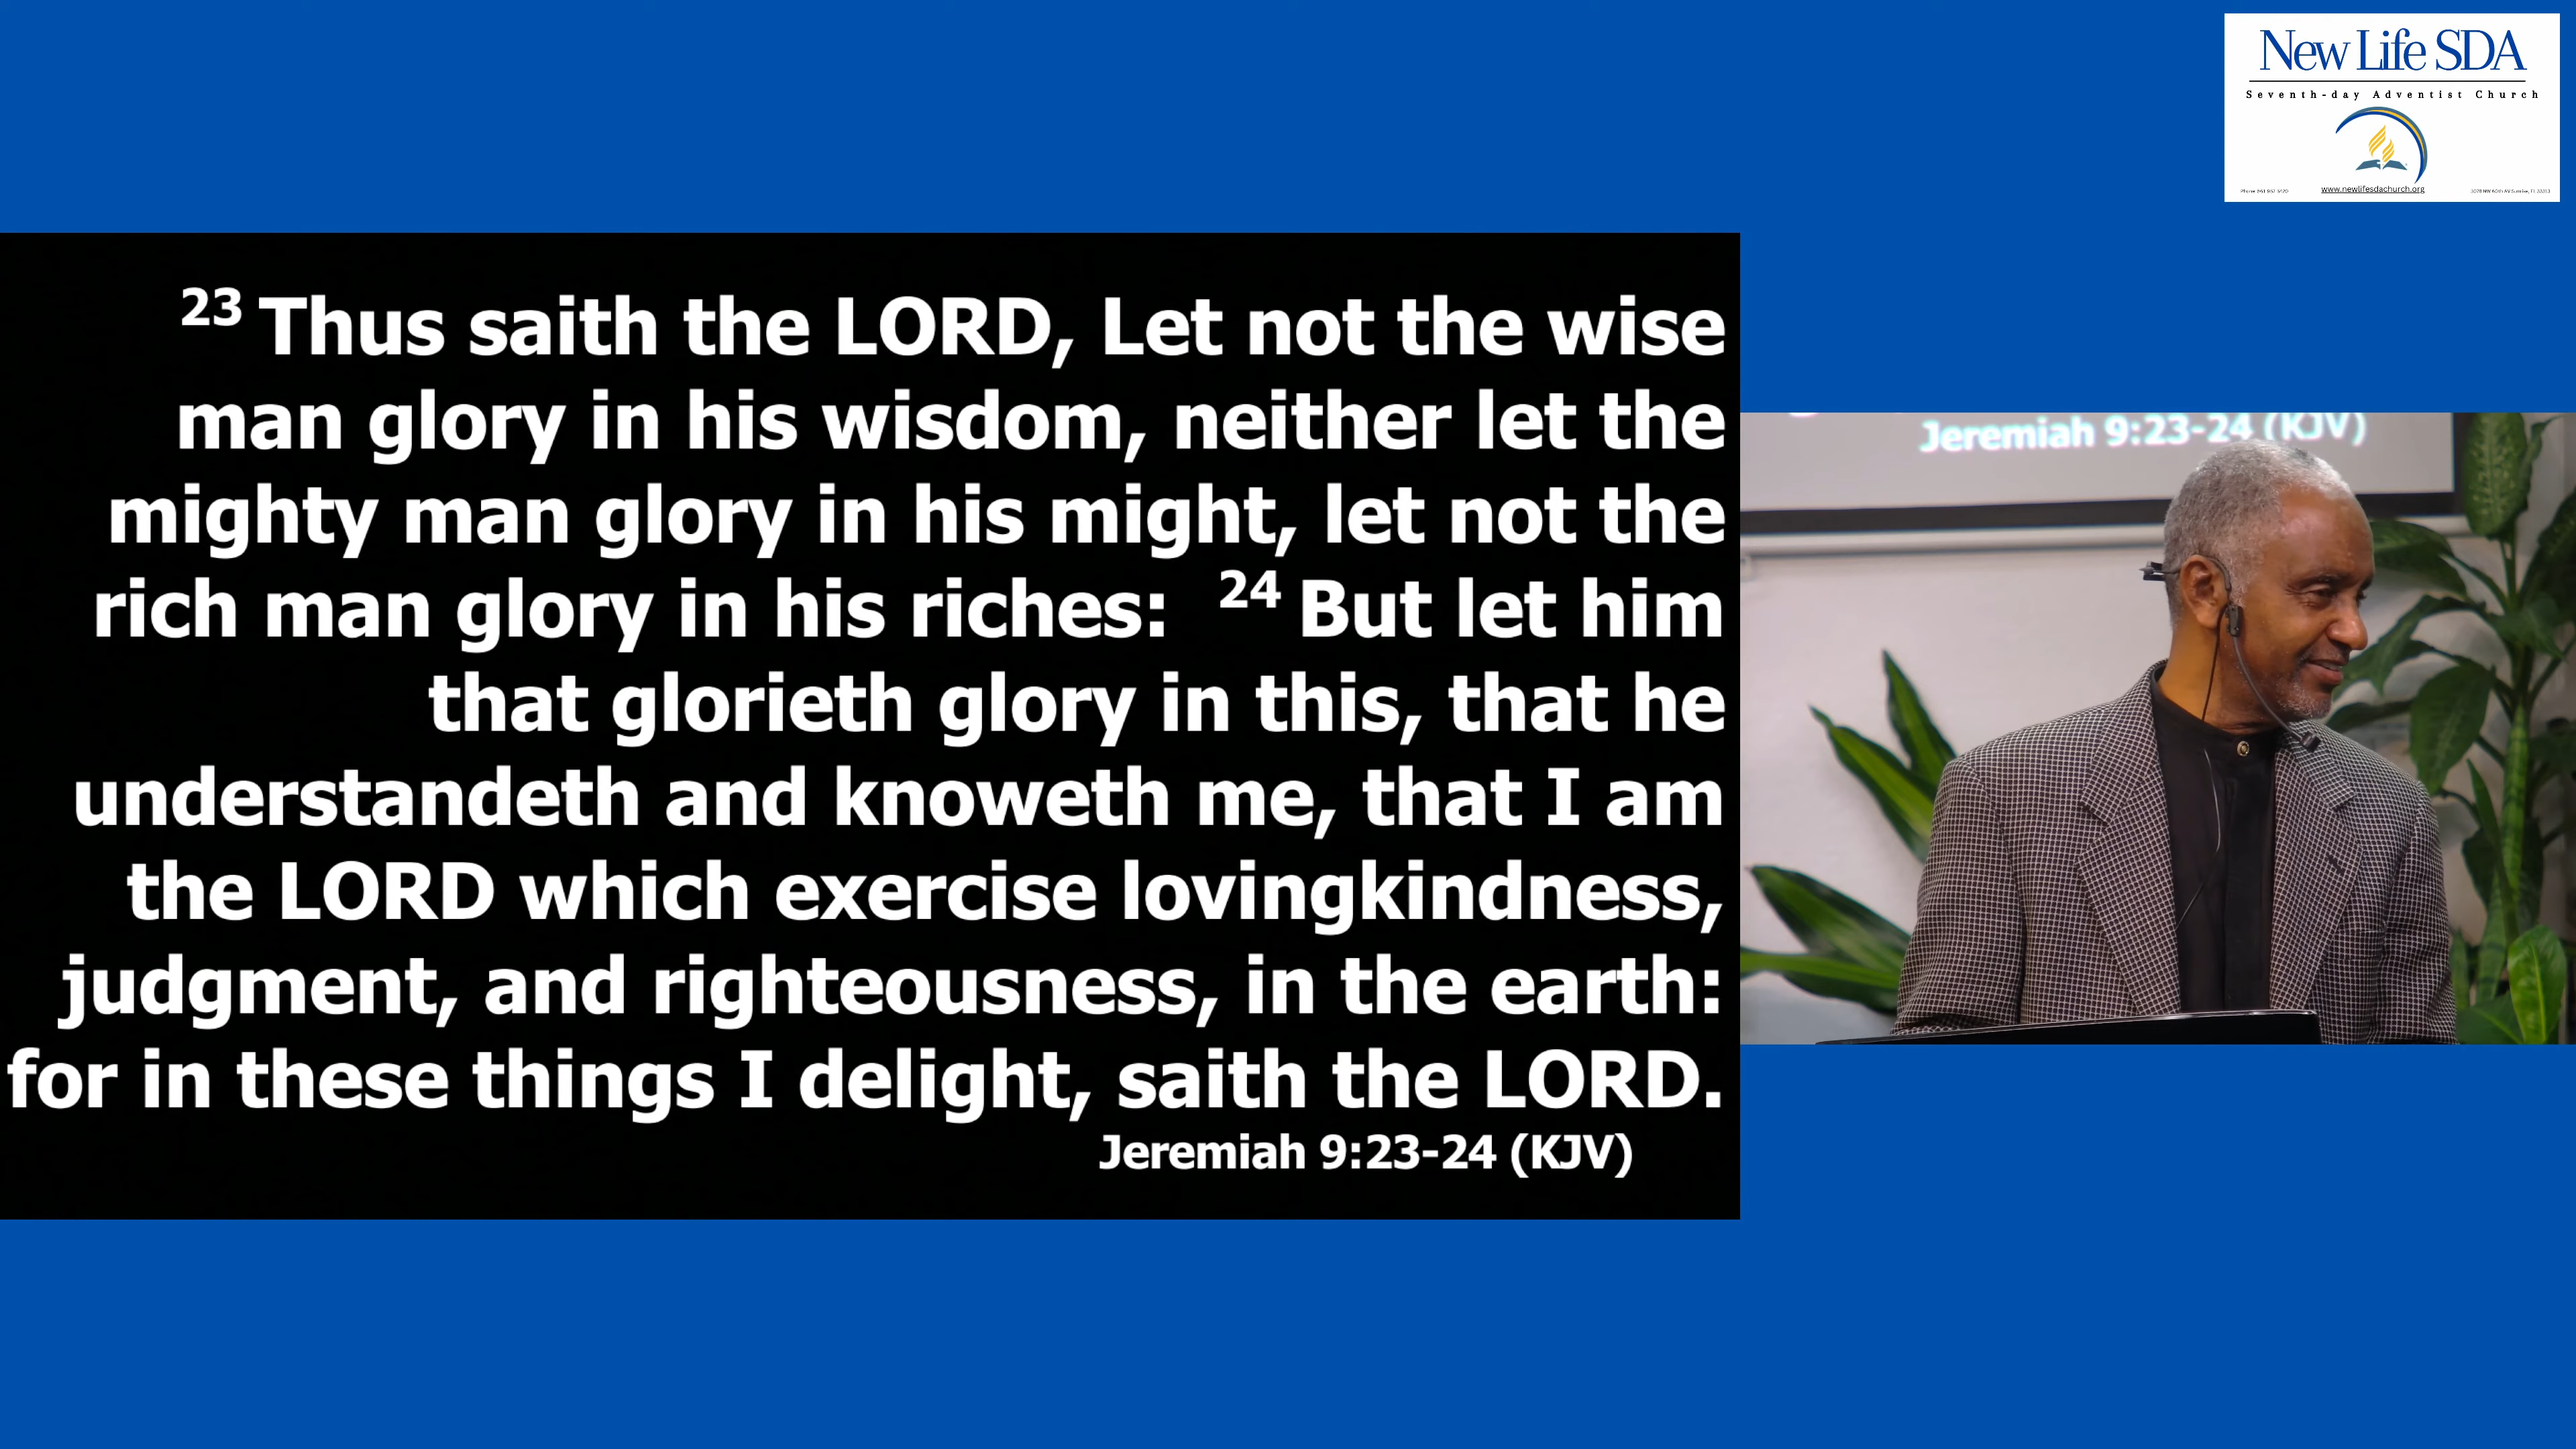 New Life SDA
Seventh-day Adventist Church
www.newlifesdachurch.org
23 Thus saith the LORD, Let not the wise
man glory in his wisdom, neither let the
mighty man glory in his might, let not the
rich man glory in his riches: 24 But let him
that glorieth glory in this, that he
understandeth and knoweth me, that I am
the LORD which exercise lovingkindness,
judgment, and righteousness, in the earth:
for in these things I delight, saith the LORD.
Jeremiah 9:23-24 (KJV)
Jeremiah 9:23-24 (KJV)